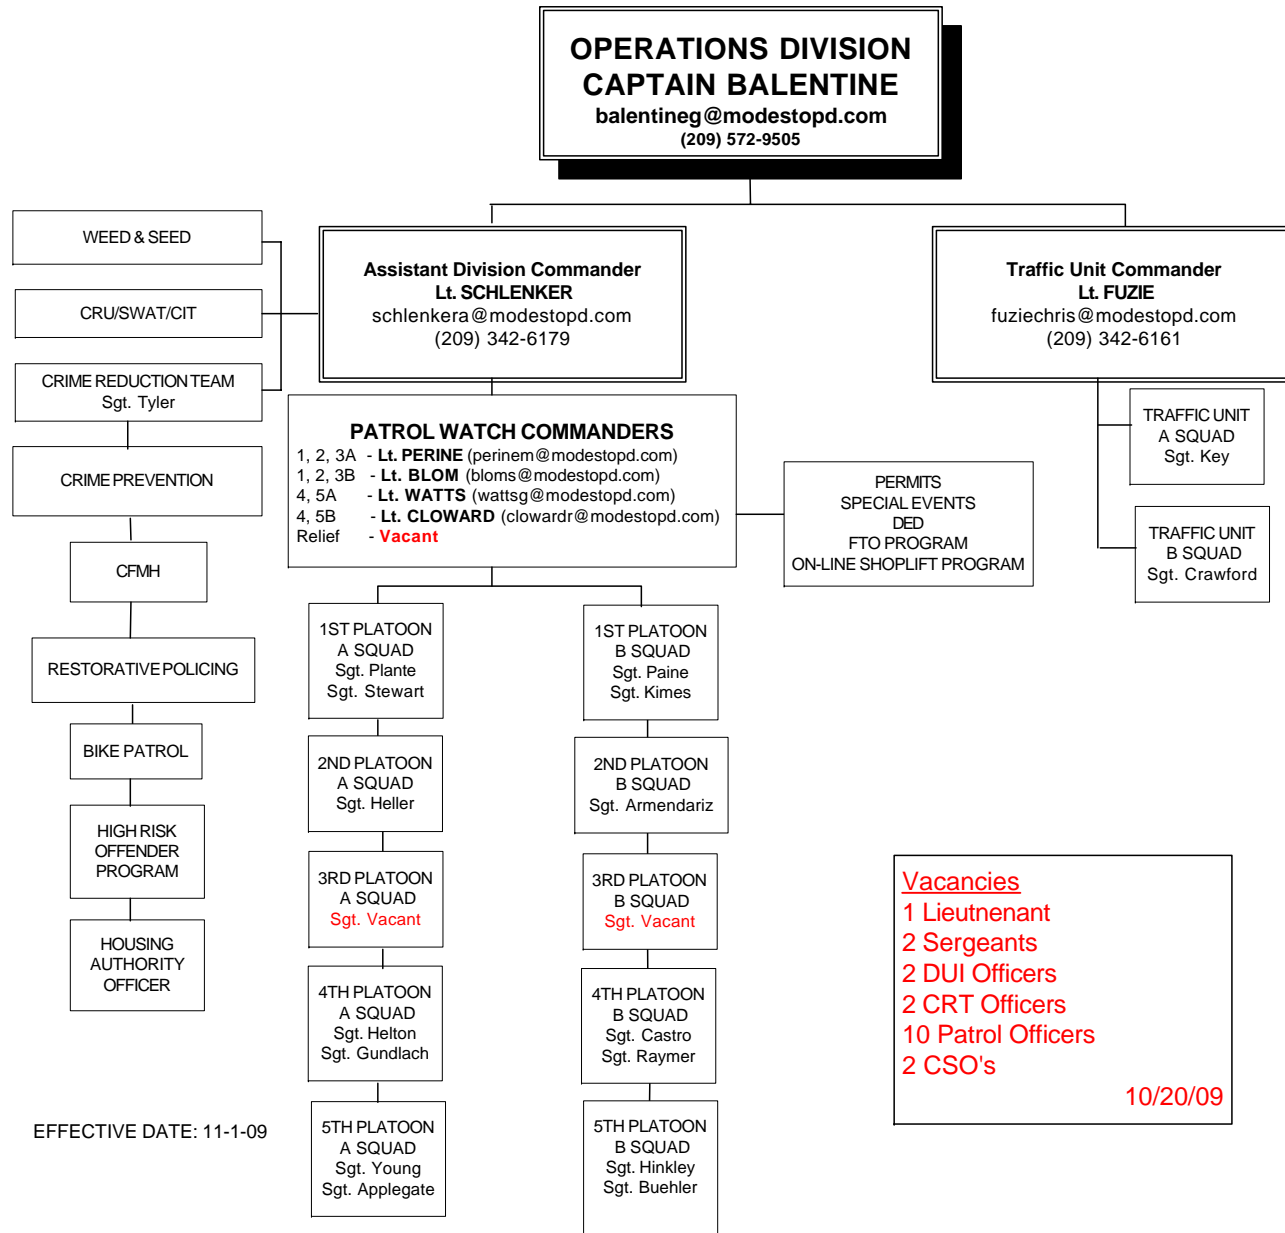 OPERATIONS DIVISION
CAPTAIN BALENTINE
balentineg@modestopd.com
(209) 572-9505
WEED & SEED
CRU/SWAT/CIT
CRIME REDUCTION TEAM
Sgt. Tyler
CRIME PREVENTION
CFMH
RESTORATIVE POLICING
BIKE PATROL
HIGH RISK
OFFENDER
PROGRAM
HOUSING
AUTHORITY
OFFICER
Assistant Division Commander
Lt. SCHLENKER
schlenkera@modestopd.com
(209) 342-6179
Traffic Unit Commander
Lt. FUZIE
fuziechris@modestopd.com
(209) 342-6161
TRAFFIC UNIT
A SQUAD
Sgt. Key
TRAFFIC UNIT
B SQUAD
Sgt. Crawford
PATROL WATCH COMMANDERS
1, 2, 3A - Lt. PERINE (perinem@modestopd.com)
1, 2, 3B - Lt. BLOM (bloms@modestopd.com)
4, 5A - Lt. WATTS (wattsg@modestopd.com)
4, 5B - Lt. CLOWARD (clowardr@modestopd.com)
Relief - Vacant
PERMITS
SPECIAL EVENTS
DED
FTO PROGRAM
ON-LINE SHOPLIFT PROGRAM
1ST PLATOON
A SQUAD
Sgt. Plante
Sgt. Stewart
2ND PLATOON
A SQUAD
Sgt. Heller
3RD PLATOON
A SQUAD
Sgt. Vacant
4TH PLATOON
A SQUAD
Sgt. Helton
Sgt. Gundlach
5TH PLATOON
A SQUAD
Sgt. Young
Sgt. Applegate
1ST PLATOON
B SQUAD
Sgt. Paine
Sgt. Kimes
2ND PLATOON
B SQUAD
Sgt. Armendariz
3RD PLATOON
B SQUAD
Sgt. Vacant
4TH PLATOON
B SQUAD
Sgt. Castro
Sgt. Raymer
5TH PLATOON
B SQUAD
Sgt. Hinkley
Sgt. Buehler
Vacancies
1 Lieutnenant
2 Sergeants
2 DUI Officers
2 CRT Officers
10 Patrol Officers
2 CSO's
10/20/09
EFFECTIVE DATE: 11-1-09